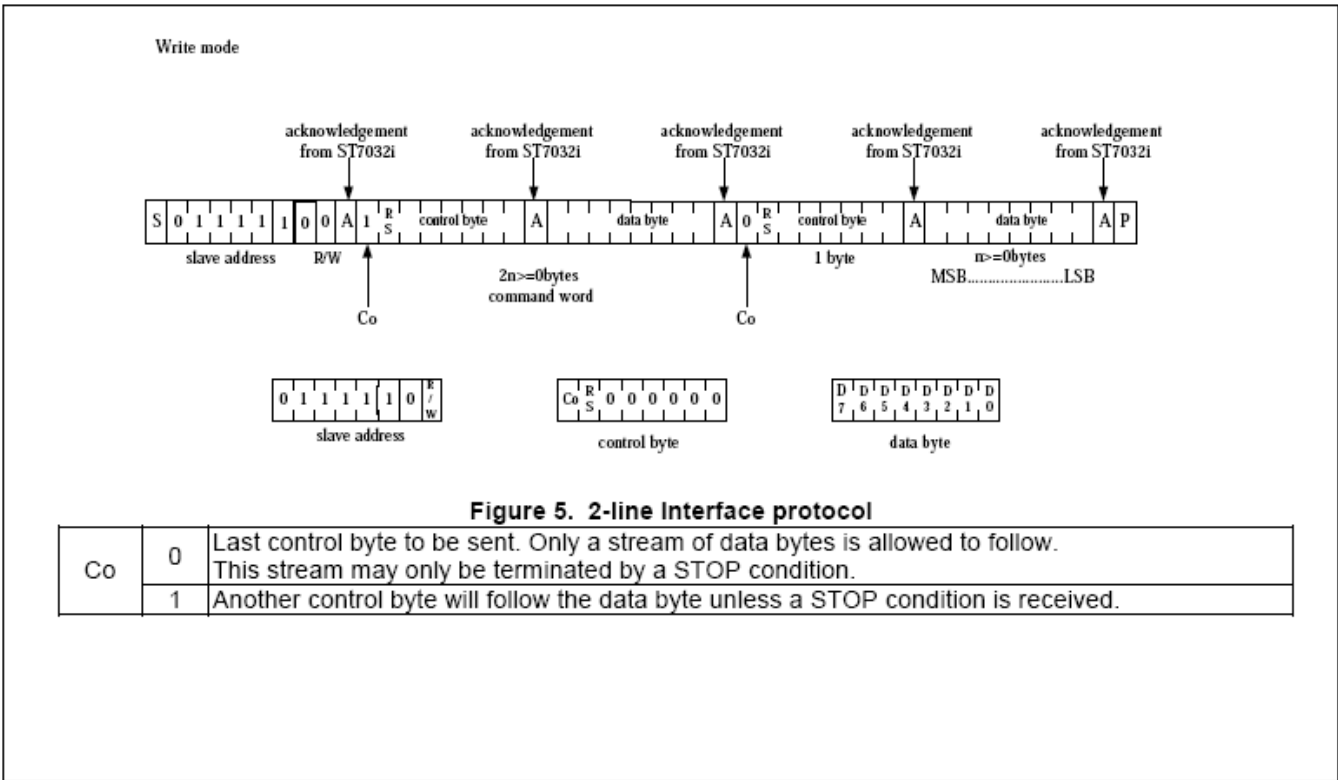 Write mode
acknowledgement from ST7032i
acknowledgement from ST7032i
acknowledgement from ST7032i
acknowledgement from ST7032i
acknowledgement from ST7032i
S 0 1 1 1 1 1 0 0 A 1 RS control byte A data byte A 0 RS control byte A data byte A P
slave address
R/W
2n>=0bytes
command word
1 byte
n>=0bytes
MSB........................LSB
Co
Co
0 1 1 1 1 1 0 R/W
slave address
Co RS 0 0 0 0 0 0
control byte
D7 D6 D5 D4 D3 D2 D1 D0
data byte
Figure 5. 2-line Interface protocol
Co
0 Last control byte to be sent. Only a stream of data bytes is allowed to follow.
This stream may only be terminated by a STOP condition.
1 Another control byte will follow the data byte unless a STOP condition is received.